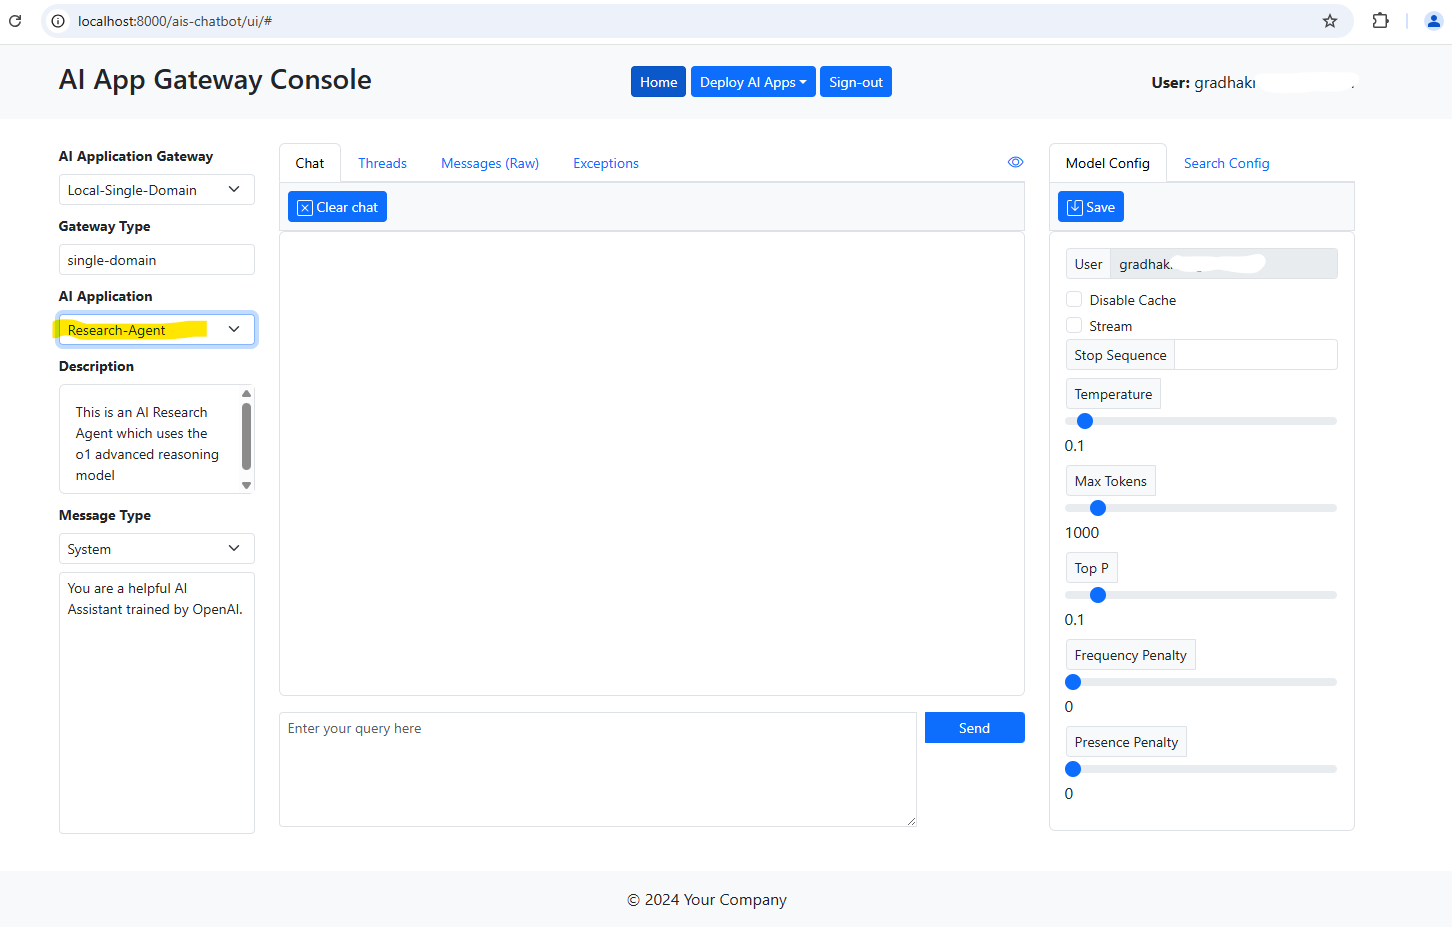 localhost:8000/ais-chatbot/ui/#
AI App Gateway Console
Home
Deploy AI Apps
Sign-out
User: gradhakr
AI Application Gateway
Local-Single-Domain
Gateway Type
single-domain
AI Application
Research-Agent
Description
This is an AI Research
Agent which uses the
o1 advanced reasoning
model
Message Type
System
You are a helpful AI
Assistant trained by OpenAI.
Chat
Threads
Messages (Raw)
Exceptions
Clear chat
Enter your query here
Send
Model Config
Search Config
Save
User
gradhak
Disable Cache
Stream
Stop Sequence
Temperature
0.1
Max Tokens
1000
Top P
0.1
Frequency Penalty
0
Presence Penalty
0
© 2024 Your Company